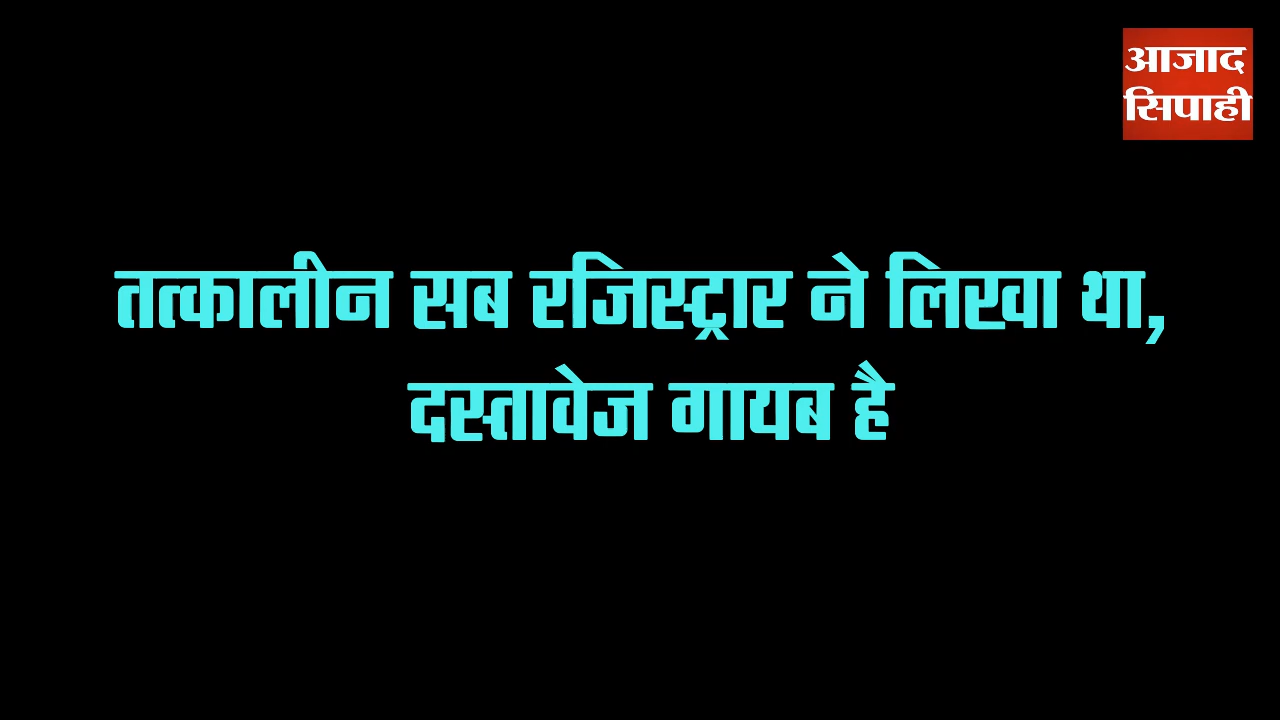 आजाद
सिपाही
तत्कालीन सब रजिस्ट्रार ने लिखा था,
दस्तावेज गायब है